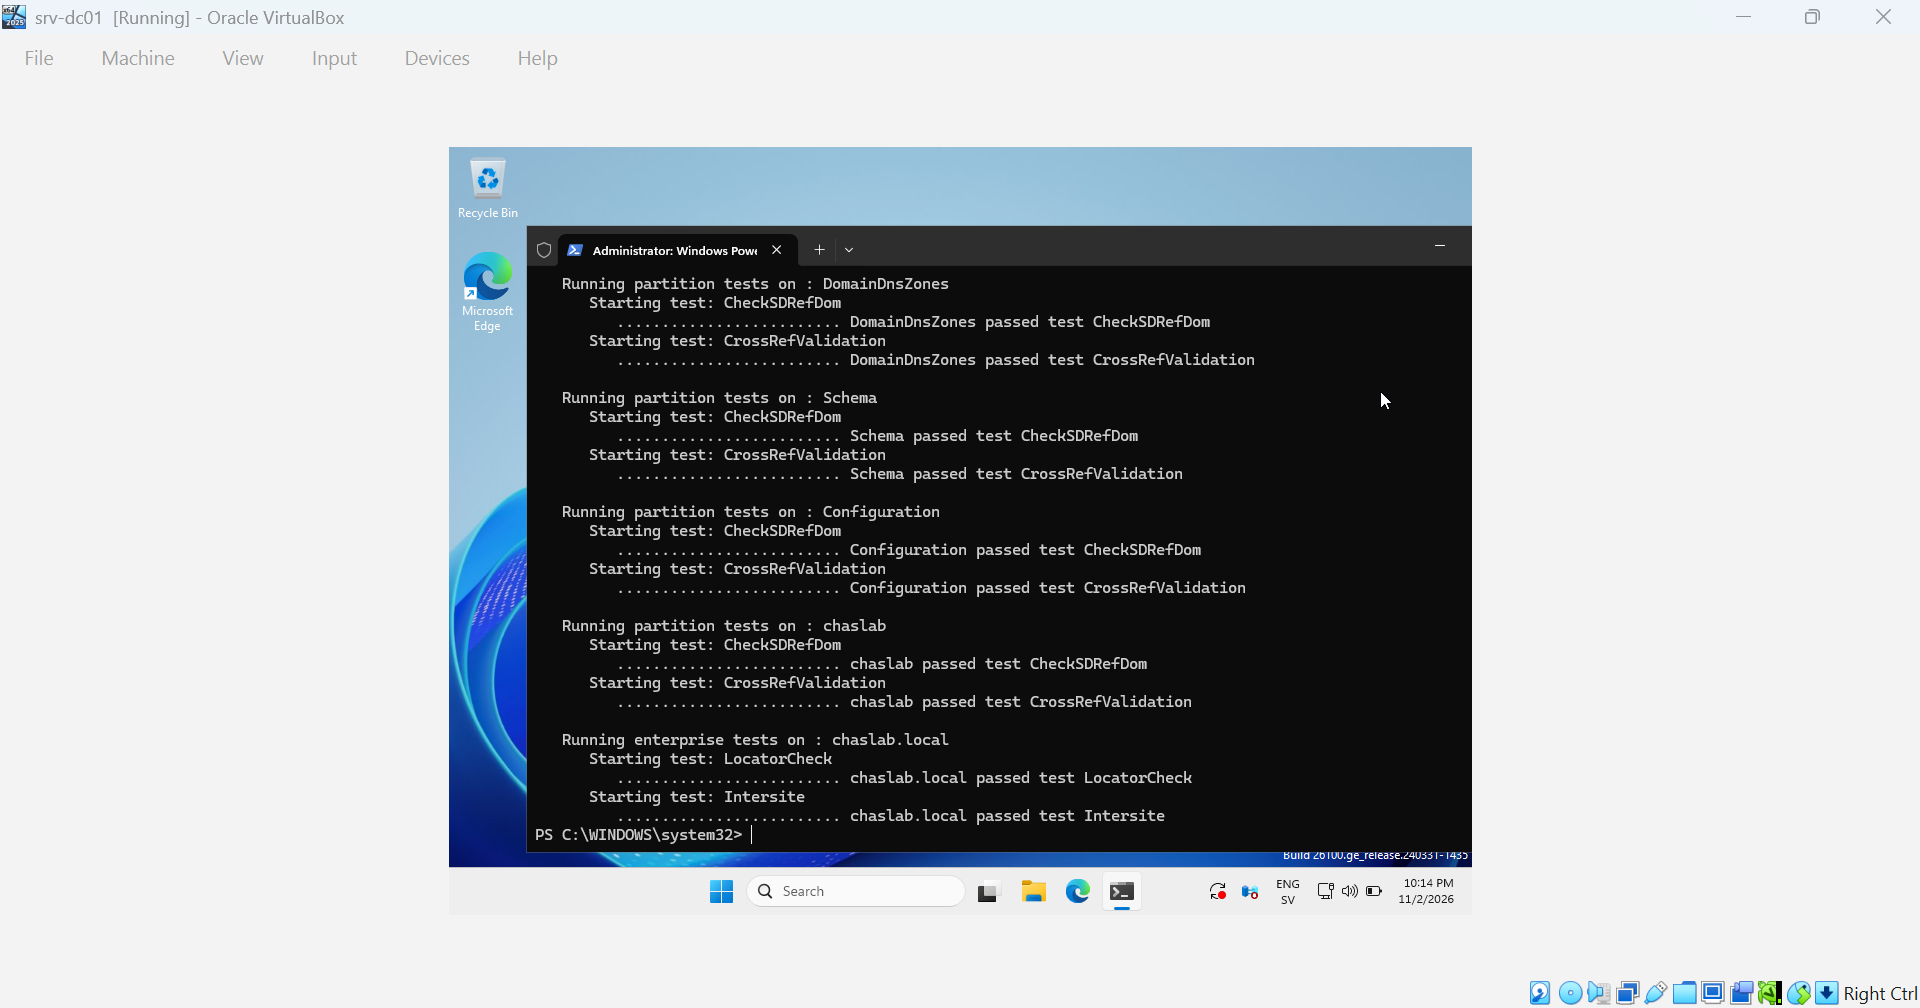 srv-dc01 [Running] - Oracle VirtualBox
File Machine View Input Devices Help
Recycle Bin
Microsoft
Edge
Administrator: Windows Powe
Running partition tests on : DomainDnsZones
Starting test: CheckSDRefDom
......................... DomainDnsZones passed test CheckSDRefDom
Starting test: CrossRefValidation
......................... DomainDnsZones passed test CrossRefValidation
Running partition tests on : Schema
Starting test: CheckSDRefDom
......................... Schema passed test CheckSDRefDom
Starting test: CrossRefValidation
......................... Schema passed test CrossRefValidation
Running partition tests on : Configuration
Starting test: CheckSDRefDom
......................... Configuration passed test CheckSDRefDom
Starting test: CrossRefValidation
......................... Configuration passed test CrossRefValidation
Running partition tests on : chaslab
Starting test: CheckSDRefDom
......................... chaslab passed test CheckSDRefDom
Starting test: CrossRefValidation
......................... chaslab passed test CrossRefValidation
Running enterprise tests on : chaslab.local
Starting test: LocatorCheck
......................... chaslab.local passed test LocatorCheck
Starting test: Intersite
......................... chaslab.local passed test Intersite
PS C:\WINDOWS\system32>
Build 26100.ge_release.240331-1435
Search
ENG
SV
10:14 PM
11/2/2026
Right Ctrl